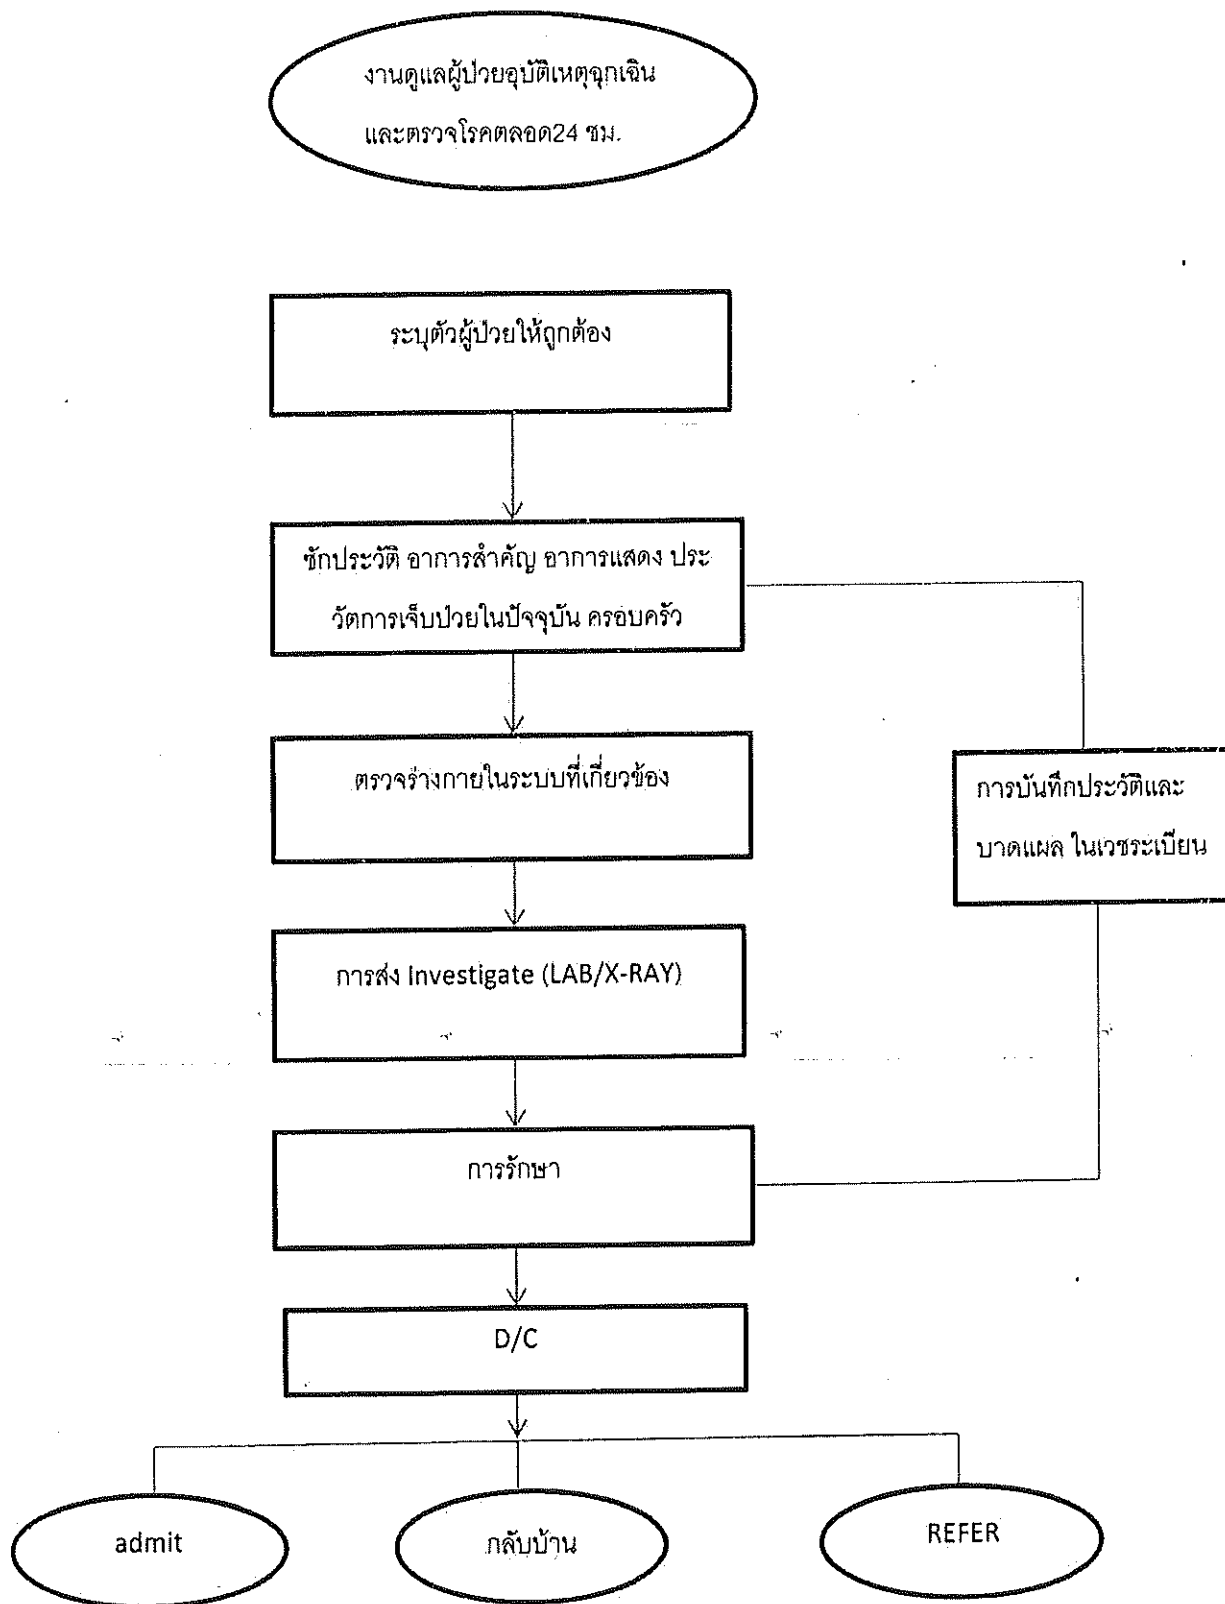 งานดูแลผู้ป่วยอุบัติเหตุฉุกเฉิน
และตรวจโรคตลอด24 ชม.
ระบุตัวผู้ป่วยให้ถูกต้อง
ซักประวัติ อาการสำคัญ อาการแสดง ประ
วัตการเจ็บป่วยในปัจจุบัน ครอบครัว
ตรวจร่างกายในระบบที่เกี่ยวข้อง
การบันทึกประวัติและ
บาดแผล ในเวชระเบียน
การส่ง Investigate (LAB/X-RAY)
การรักษา
D/C
admit
กลับบ้าน
REFER